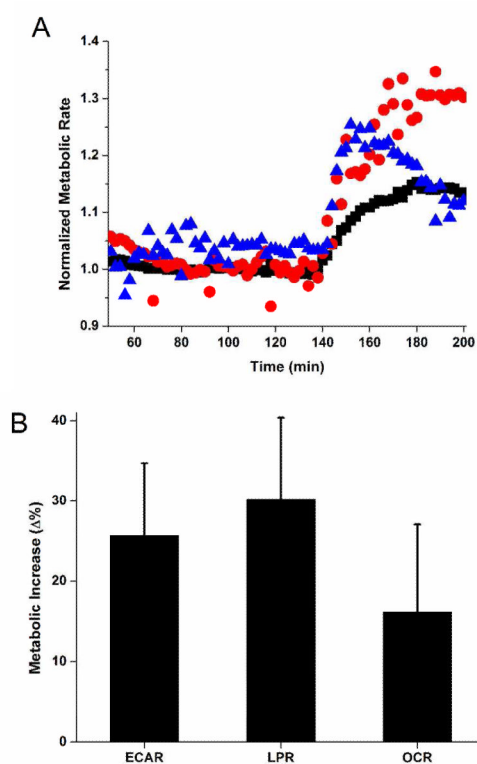 A
Normalized Metabolic Rate
1.4
1.3
1.2
1.1
1.0
0.9
60 80 100 120 140 160 180 200
Time (min)
B
Metabolic Increase (Δ%)
40
30
20
10
0
ECAR LPR OCR